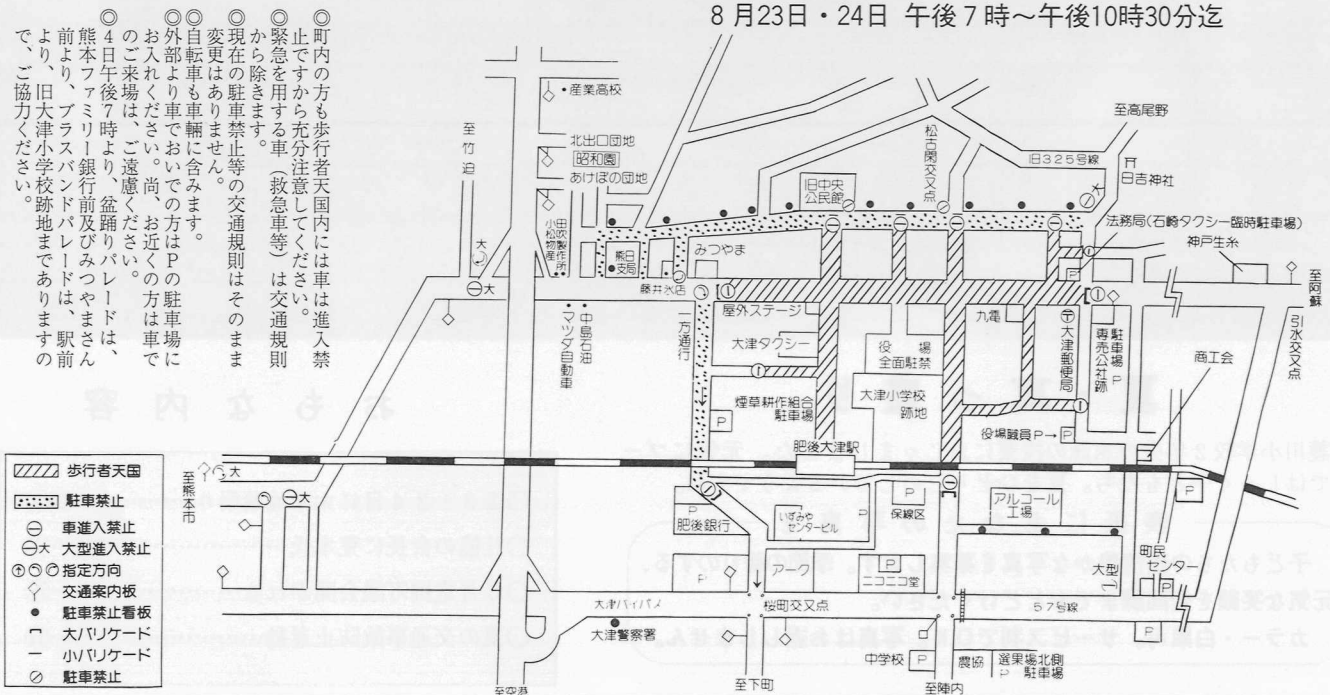 8月23日・24日 午後7時〜午後10時30分迄
◎町内の方も歩行者天国内には車は進入禁
止ですから充分注意してください。
◎緊急を用する車（救急車等）は交通規則
から除きます。
◎現在の駐車禁止等の交通規則はそのまま
変更はありません。
◎自転車も車輛に含みます。
◎外部より車でおいでの方はPの駐車場に
お入れください。尚、お近くの方は車で
のご来場は、ご遠慮ください。
◎4日午後7時より、盆踊りパレードは、
熊本ファミリー銀行前及びみつやまさん
前より、ブラスバンドパレードは、駅前
より、旧大津小学校跡地までありますの
で、ご協力ください。
・産業高校
至竹迫
北出口団地
昭和園
あけぼの団地
田吹製作所
小松物産
熊日
支局
みつやま
藤井氷店
旧中央
公民館
松古閑交叉点
旧325号線
至高尾野
日吉神社
法務局(石崎タクシー臨時駐車場)
神戸生糸
至阿蘇
引水交叉点
中島石油
マツダ自動車
一方通行
屋外ステージ
大津タクシー
役場
全面駐禁
九電
大津郵便局
駐車場 P
専売公社跡
商工会
煙草耕作組合
駐車場
大津小学校
跡地
役場職員P→
P
肥後大津駅
至熊本市
大
大
大
大
P
肥後銀行
いずみや
センタービル
P
保線区
アルコール
工場
P
ニコニコ堂
大型
町民
センター
P
大津バイパス
桜町交叉点
57号線
大津警察署
中学校
P
農協
選果場北側
P 駐車場
至空港
至下町
至陣内
歩行者天国
駐車禁止
車進入禁止
大 大型進入禁止
指定方向
交通案内板
駐車禁止看板
大バリケード
小バリケード
駐車禁止